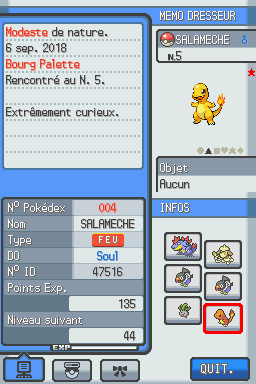 Modeste de nature.
6 sep. 2018
Bourg Palette
Rencontré au N. 5.
Extrêmement curieux.
MEMO DRESSEUR
SALAMECHE ♂
N.5
Objet
Aucun
INFOS
N° Pokédex 004
Nom SALAMECHE
Type FEU
DO Soul
N° ID 47516
Points Exp.
135
Niveau suivant
44
EXP
QUIT.